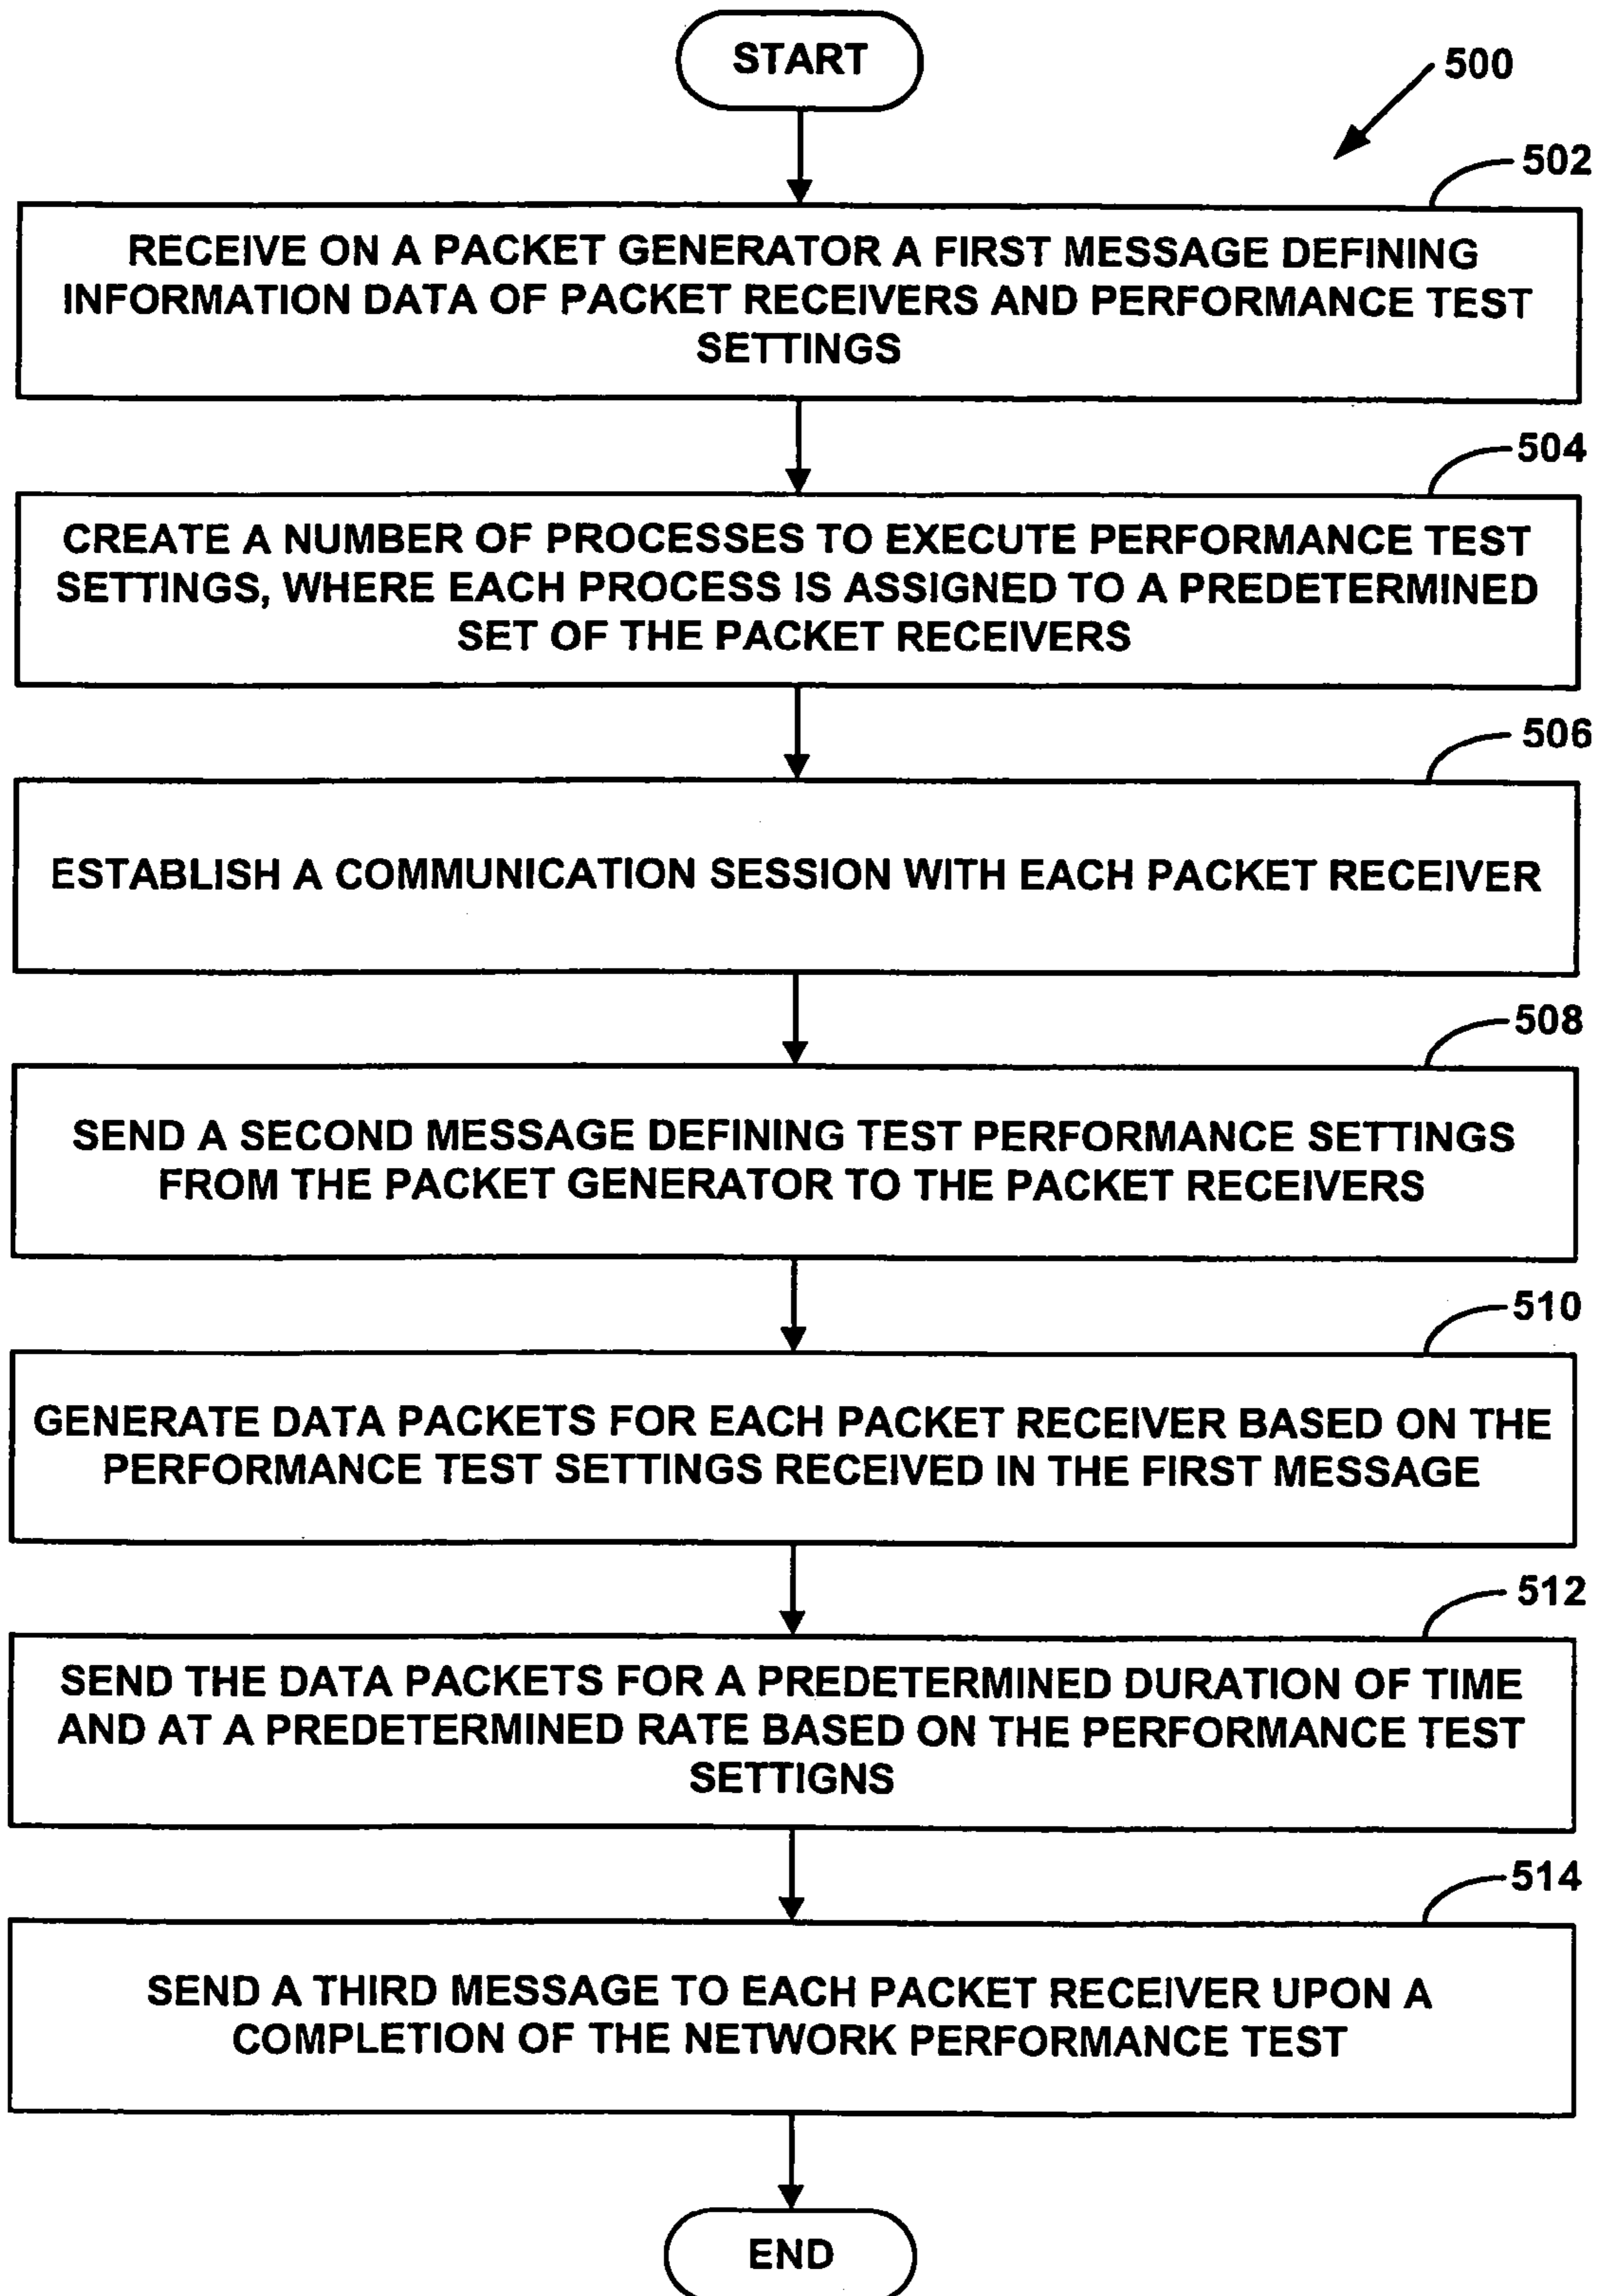 START
500
502
RECEIVE ON A PACKET GENERATOR A FIRST MESSAGE DEFINING
INFORMATION DATA OF PACKET RECEIVERS AND PERFORMANCE TEST
SETTINGS
504
CREATE A NUMBER OF PROCESSES TO EXECUTE PERFORMANCE TEST
SETTINGS, WHERE EACH PROCESS IS ASSIGNED TO A PREDETERMINED
SET OF THE PACKET RECEIVERS
506
ESTABLISH A COMMUNICATION SESSION WITH EACH PACKET RECEIVER
508
SEND A SECOND MESSAGE DEFINING TEST PERFORMANCE SETTINGS
FROM THE PACKET GENERATOR TO THE PACKET RECEIVERS
510
GENERATE DATA PACKETS FOR EACH PACKET RECEIVER BASED ON THE
PERFORMANCE TEST SETTINGS RECEIVED IN THE FIRST MESSAGE
512
SEND THE DATA PACKETS FOR A PREDETERMINED DURATION OF TIME
AND AT A PREDETERMINED RATE BASED ON THE PERFORMANCE TEST
SETTIGNS
514
SEND A THIRD MESSAGE TO EACH PACKET RECEIVER UPON A
COMPLETION OF THE NETWORK PERFORMANCE TEST
END